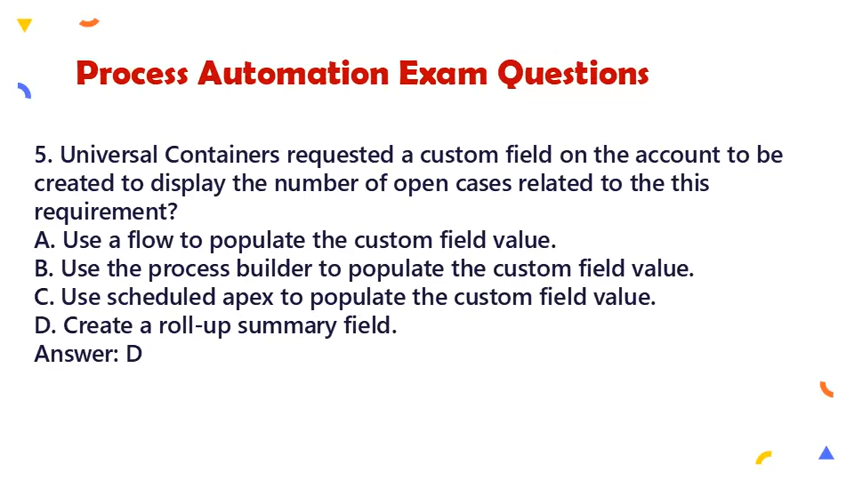 Process Automation Exam Questions
5. Universal Containers requested a custom field on the account to be
created to display the number of open cases related to the this
requirement?
A. Use a flow to populate the custom field value.
B. Use the process builder to populate the custom field value.
C. Use scheduled apex to populate the custom field value.
D. Create a roll-up summary field.
Answer: D